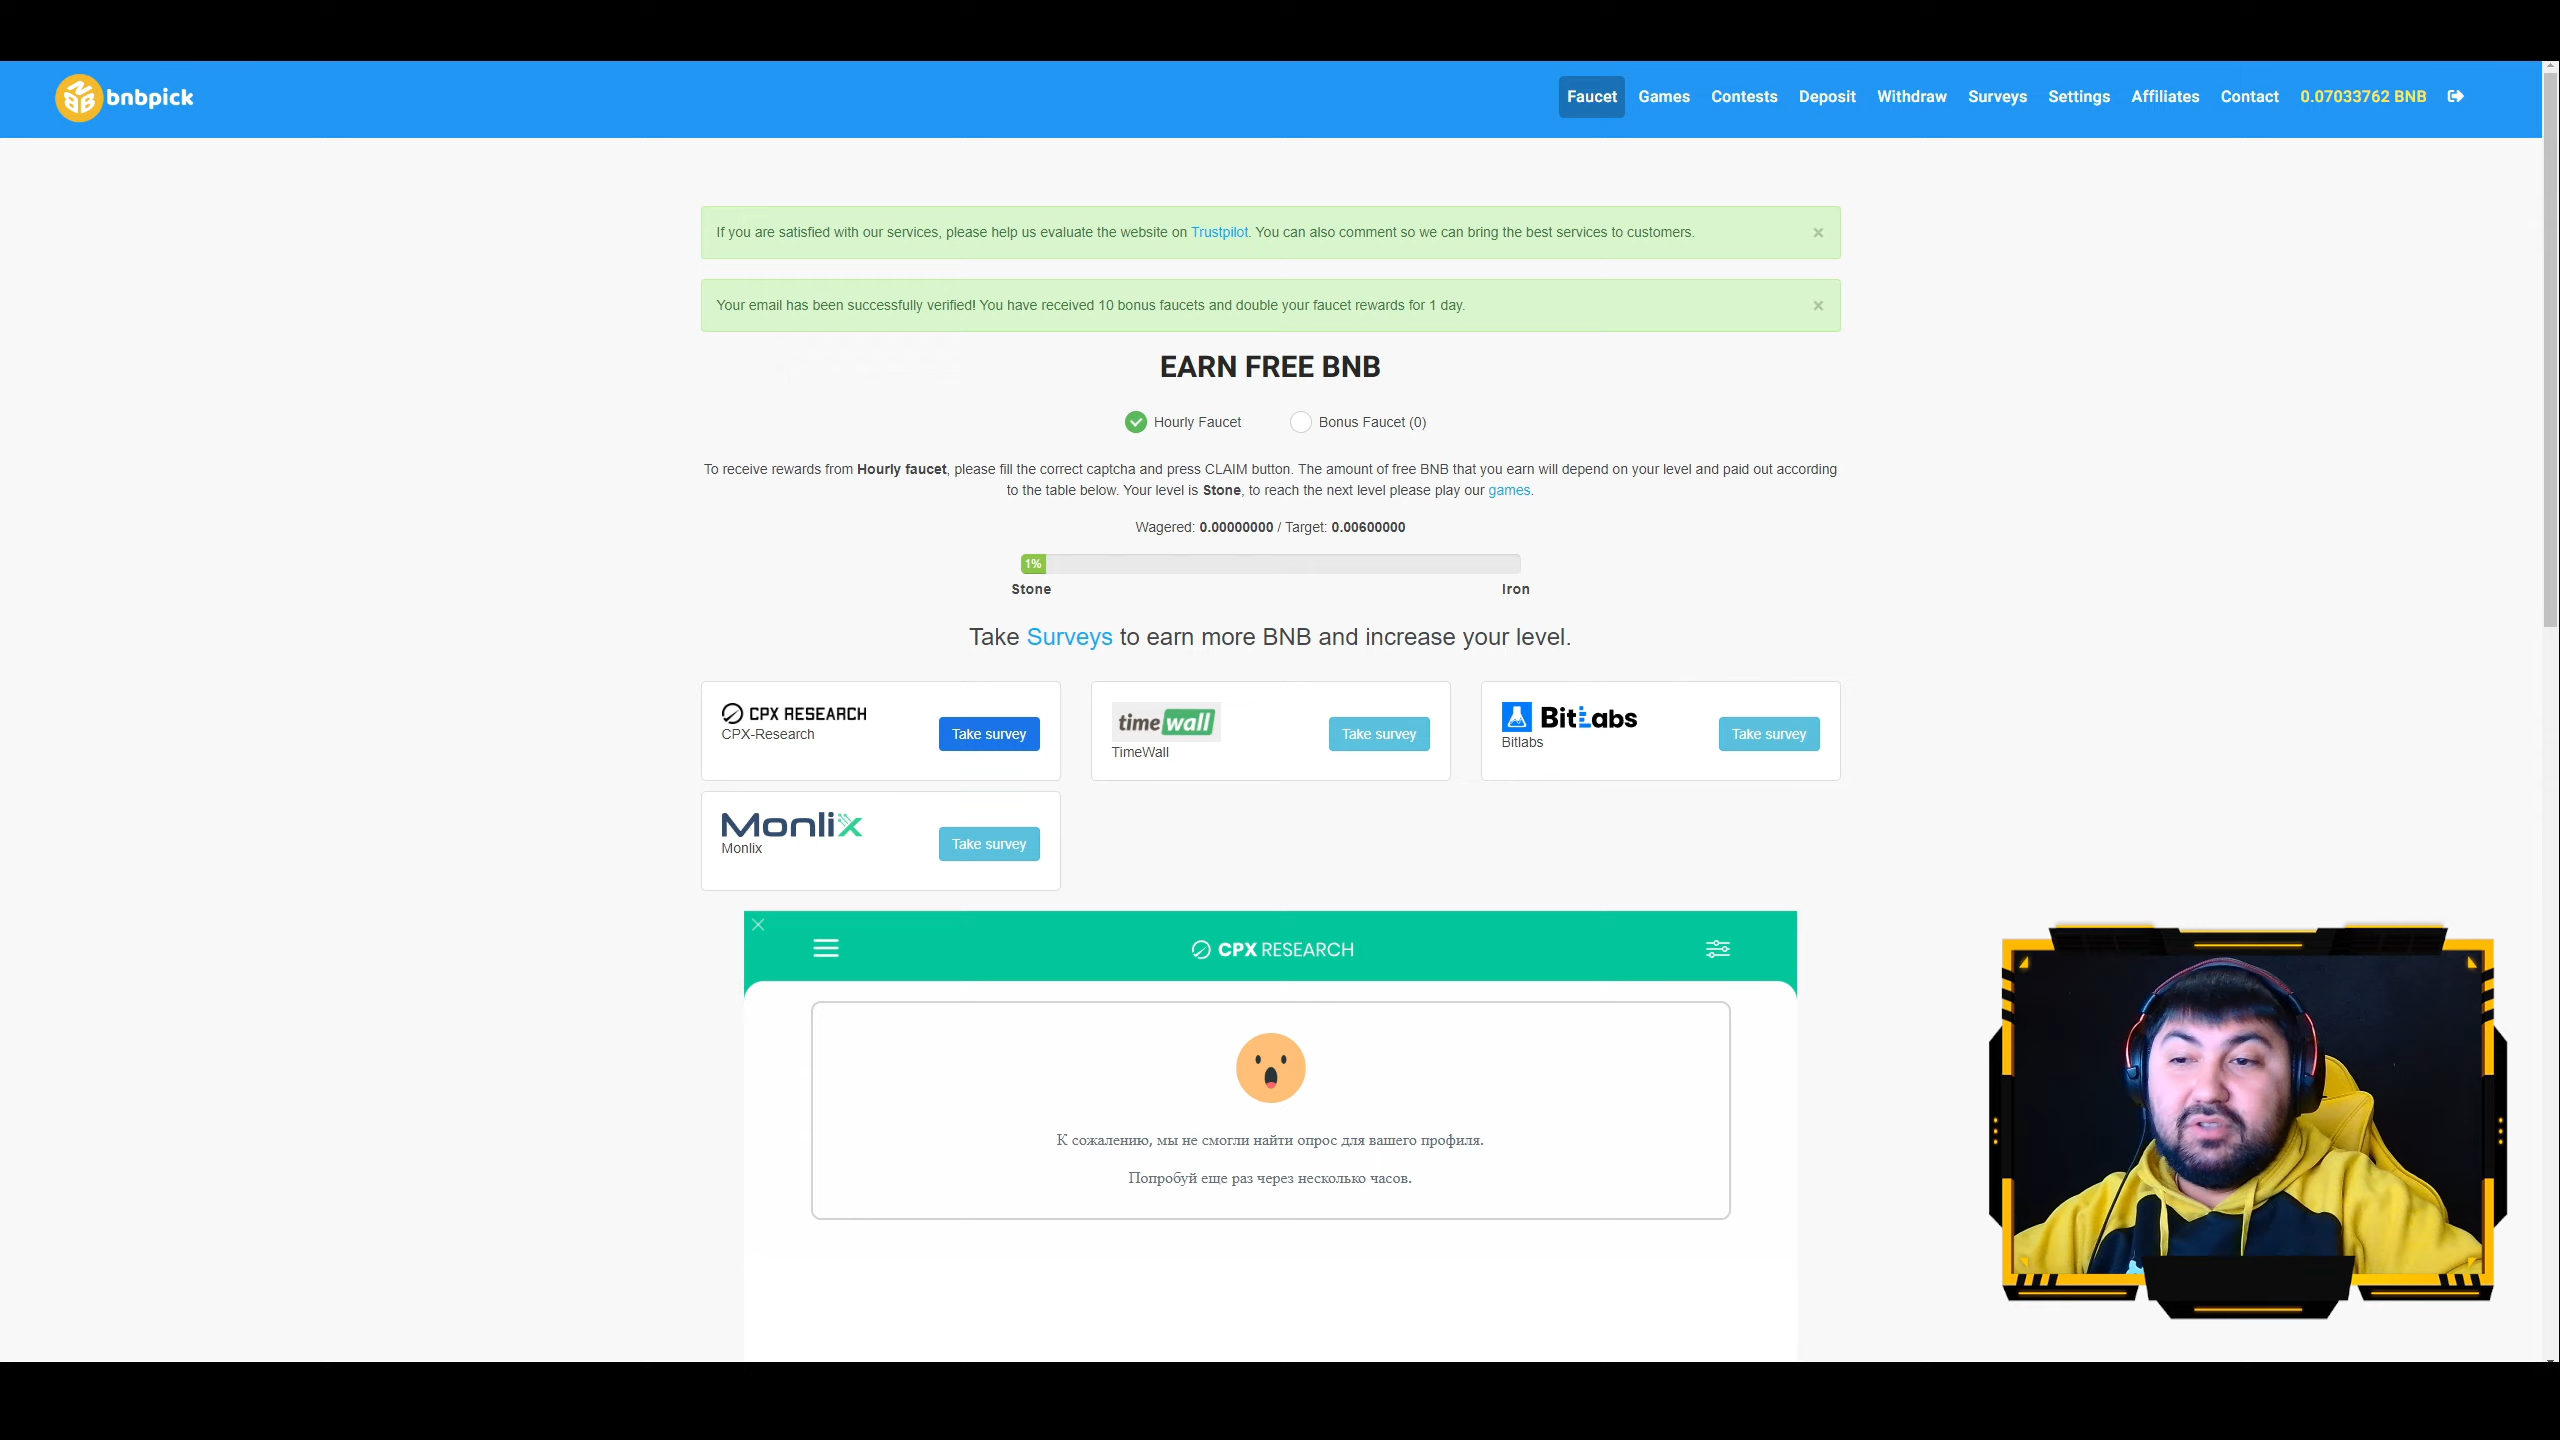 bnbpick
Faucet Games Contests Deposit Withdraw Surveys Settings Affiliates Contact 0.07033762 BNB
If you are satisfied with our services, please help us evaluate the website on Trustpilot. You can also comment so we can bring the best services to customers.
×
Your email has been successfully verified! You have received 10 bonus faucets and double your faucet rewards for 1 day.
×
EARN FREE BNB
Hourly Faucet Bonus Faucet (0)
To receive rewards from Hourly faucet, please fill the correct captcha and press CLAIM button. The amount of free BNB that you earn will depend on your level and paid out according
to the table below. Your level is Stone, to reach the next level please play our games.
Wagered: 0.00000000 / Target: 0.00600000
1%
Stone Iron
Take Surveys to earn more BNB and increase your level.
CPX RESEARCH
CPX-Research
Take survey
timewall
TimeWall
Take survey
BitLabs
Bitlabs
Take survey
Monlix
Monlix
Take survey
CPX RESEARCH
К сожалению, мы не смогли найти опрос для вашего профиля.
Попробуй еще раз через несколько часов.